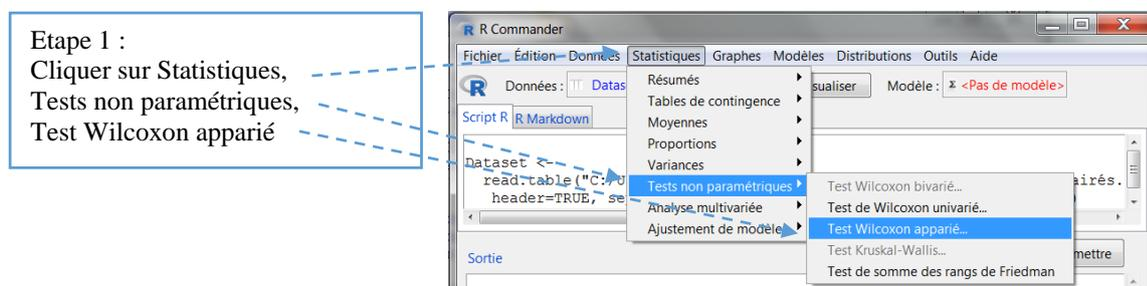 Etape 1 :
Cliquer sur Statistiques,
Tests non paramétriques,
Test Wilcoxon apparié
R Commander
Fichier Édition Données Statistiques Graphes Modèles Distributions Outils Aide
Données : Datas
Modèle : Σ <Pas de modèle>
Script R R Markdown
Dataset <-
read.table("C:/U
header=TRUE, se
Résumés
Tables de contingence
Moyennes
Proportions
Variances
Tests non paramétriques
Analyse multivariée
Ajustement de modèle
Test Wilcoxon bivarié...
Test de Wilcoxon univarié...
Test Wilcoxon apparié...
Test Kruskal-Wallis...
Test de somme des rangs de Friedman
airés.
ualiser
mettre
Sortie